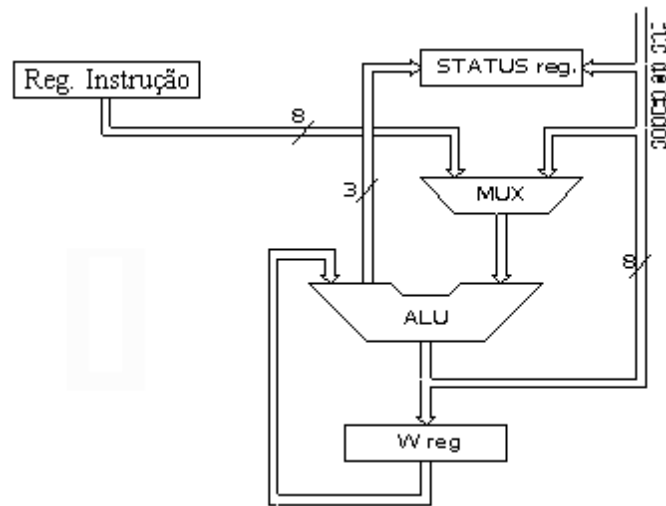 STATUS reg.
Reg. Instrução
8
MUX
3
8
ALU
W reg